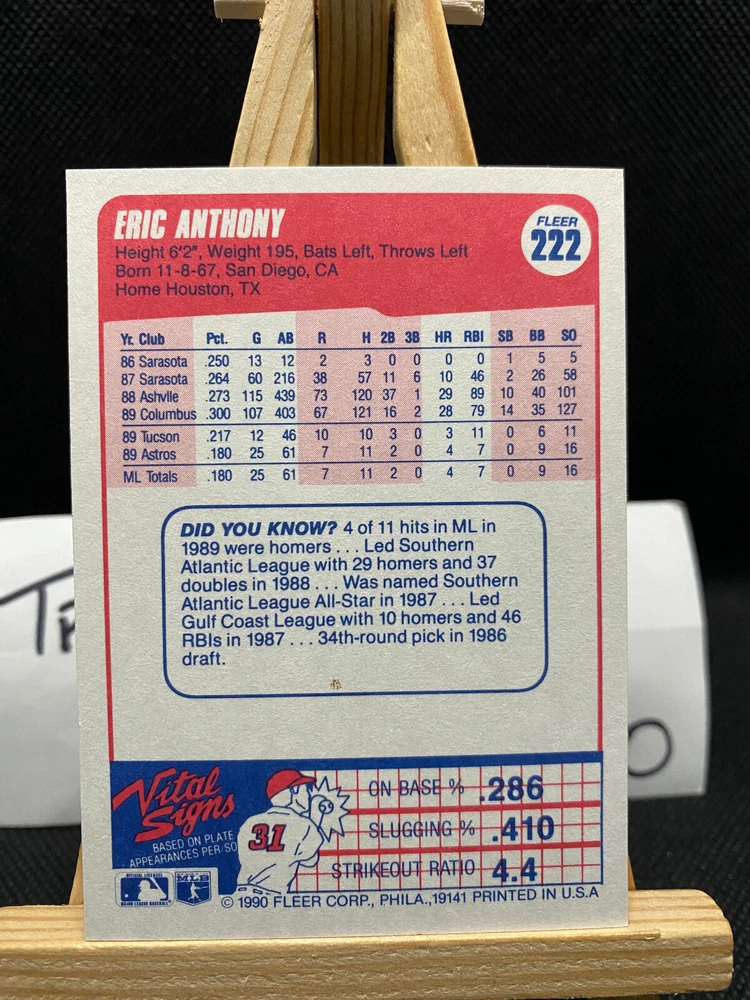 ERIC ANTHONY
FLEER
222
Height 6'2", Weight 195, Bats Left, Throws Left
Born 11-8-67, San Diego, CA
Home Houston, TX
Yr. Club Pct. G AB R H 2B 3B HR RBI SB BB SO
86 Sarasota .250 13 12 2 3 0 0 0 0 1 5 5
87 Sarasota .264 60 216 38 57 11 6 10 46 2 26 58
88 Ashvlle .273 115 439 73 120 37 1 29 89 10 40 101
89 Columbus .300 107 403 67 121 16 2 28 79 14 35 127
89 Tucson .217 12 46 10 10 3 0 3 11 0 6 11
89 Astros .180 25 61 7 11 2 0 4 7 0 9 16
ML Totals .180 25 61 7 11 2 0 4 7 0 9 16
DID YOU KNOW? 4 of 11 hits in ML in
1989 were homers . . . Led Southern
Atlantic League with 29 homers and 37
doubles in 1988 . . . Was named Southern
Atlantic League All-Star in 1987 . . . Led
Gulf Coast League with 10 homers and 46
RBIs in 1987 . . . 34th-round pick in 1986
draft.
Vital
Signs
BASED ON PLATE
APPEARANCES PER/SO
31
ON BASE % .286
SLUGGING % .410
STRIKEOUT RATIO 4.4
© 1990 FLEER CORP., PHILA., 19141 PRINTED IN U.S.A